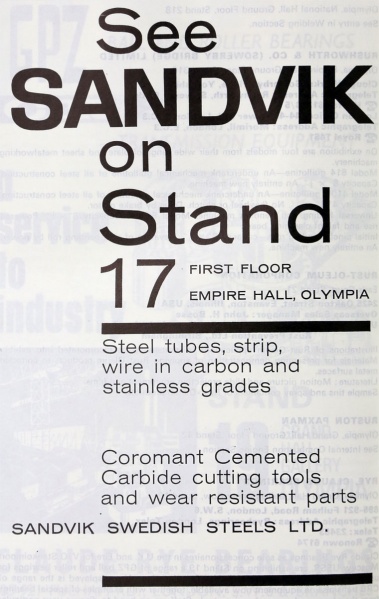 See
SANDVIK
on
Stand
17 FIRST FLOOR
EMPIRE HALL, OLYMPIA
Steel tubes, strip,
wire in carbon and
stainless grades
Coromant Cemented
Carbide cutting tools
and wear resistant parts
SANDVIK SWEDISH STEELS LTD.